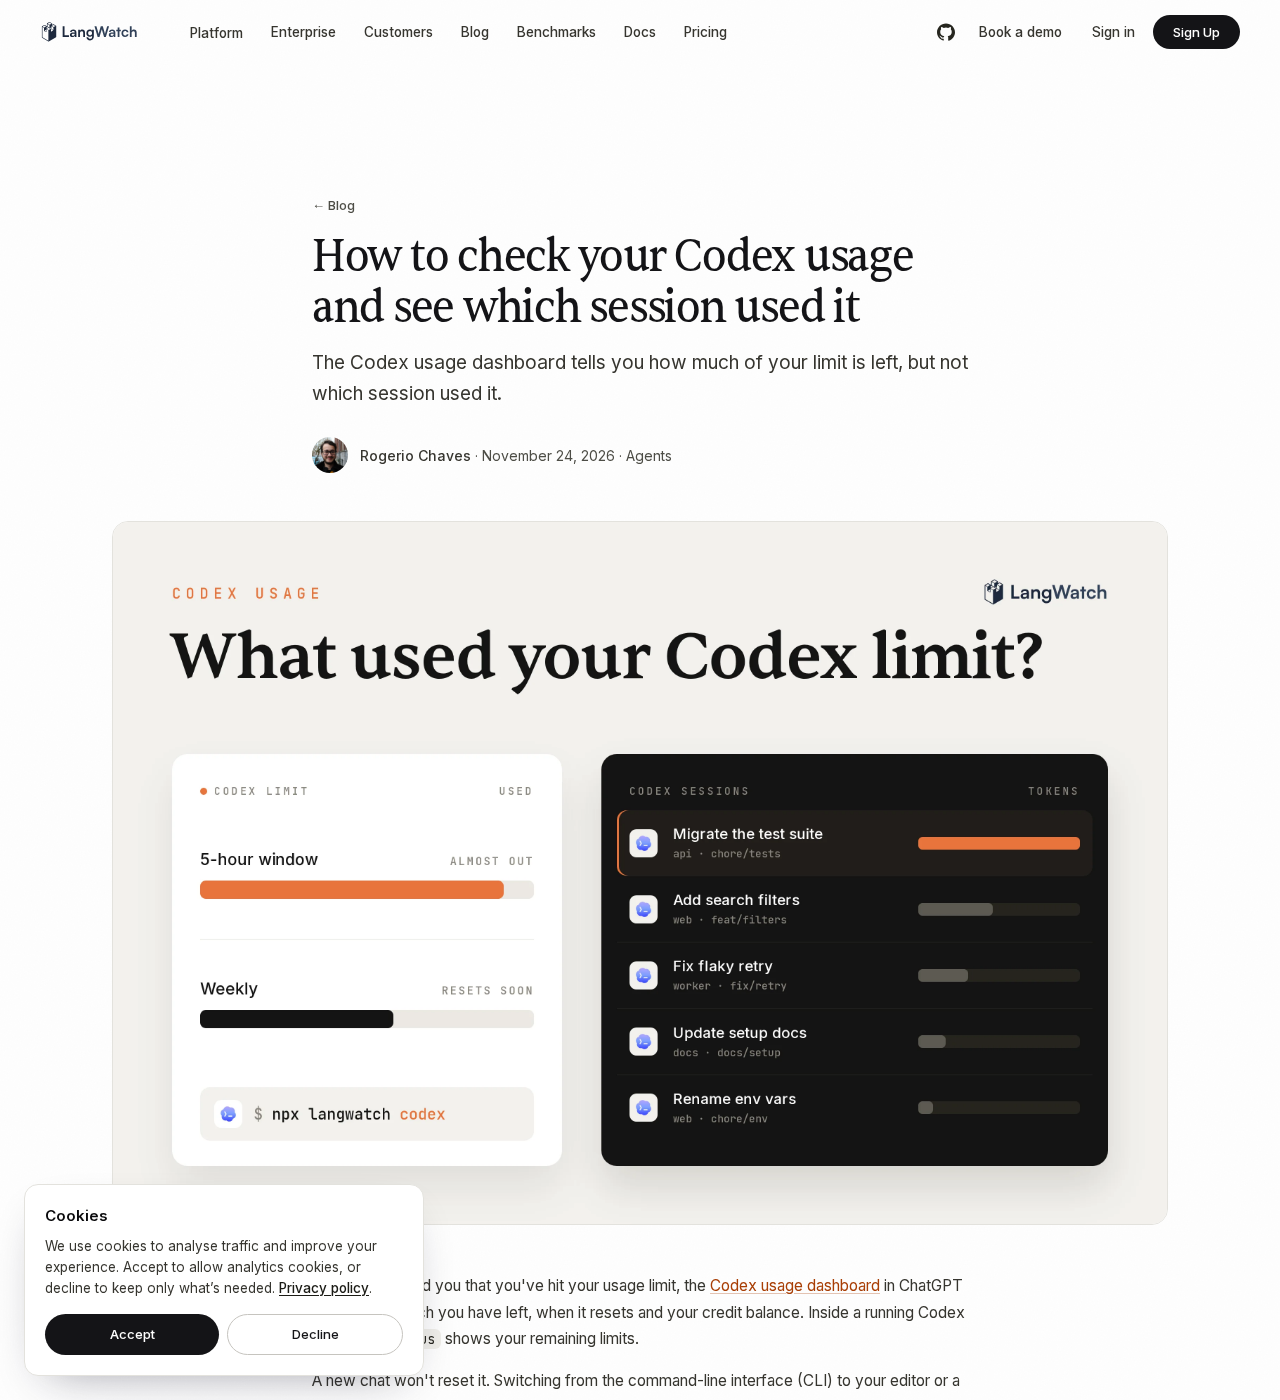 LangWatch
Platform
Enterprise
Customers
Blog
Benchmarks
Docs
Pricing
Book a demo
Sign in
Sign Up
← Blog
How to check your Codex usage
and see which session used it
The Codex usage dashboard tells you how much of your limit is left, but not
which session used it.
Rogerio Chaves · November 24, 2026 · Agents
CODEX USAGE
LangWatch
What used your Codex limit?
CODEX LIMIT USED
5-hour window ALMOST OUT
Weekly RESETS SOON
$ npx langwatch codex
CODEX SESSIONS TOKENS
Migrate the test suite
api · chore/tests
Add search filters
web · feat/filters
Fix flaky retry
worker · fix/retry
Update setup docs
docs · docs/setup
Rename env vars
web · chore/env
you that you've hit your usage limit, the Codex usage dashboard in ChatGPT
you have left, when it resets and your credit balance. Inside a running Codex
shows your remaining limits.
A new chat won't reset it. Switching from the command-line interface (CLI) to your editor or a
Cookies
We use cookies to analyse traffic and improve your
experience. Accept to allow analytics cookies, or
decline to keep only what's needed. Privacy policy.
Accept
Decline